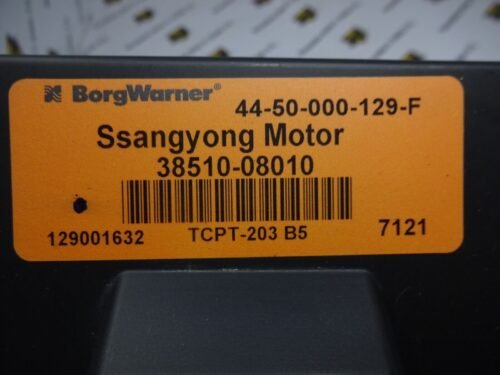 BorgWarner®
44-50-000-129-F
Ssangyong Motor
38510-08010
129001632 TCPT-203 B5 7121